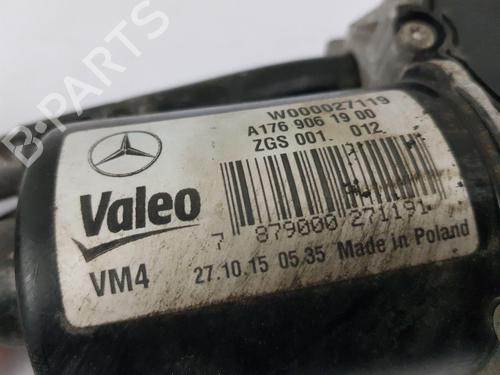 W000027119
A176 906 19 00
ZGS 001 012
Valeo
7 879000 271191
VM4 27.10.15 05.35 Made in Poland